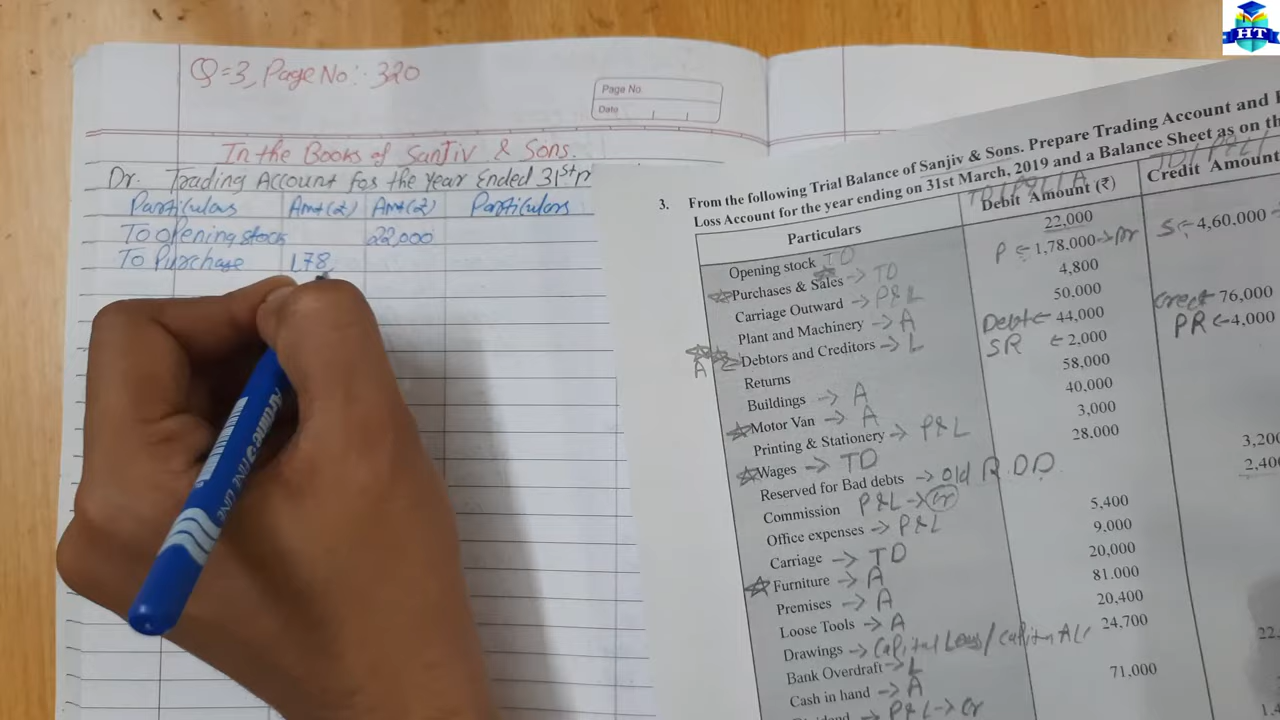 HT
Q=3, Page No:- 320
Page No.
Date
In the Books of Sanjiv & Sons.
Dr. Trading Account for the Year Ended 31st
Particulars Amt(₹) Amt(₹) Particulars
To opening stock 22,000
To Purchase 1,78,
3. From the following Trial Balance of Sanjiv & Sons. Prepare Trading Account and
Loss Account for the year ending on 31st March, 2019 and a Balance Sheet as on th
Particulars Debit Amount (₹) Credit Amount
Opening stock TD 22,000
Purchases & Sales → TD P ← 1,78,000 → S ← 4,60,000
Carriage Outward → P&L 4,800
Plant and Machinery → A 50.000
A Debtors and Creditors → L Debt ← 44,000 76,000
Returns SR ← 2,000 PR ← 4,000
Buildings → A 58,000
Motor Van → A 40,000
Printing & Stationery → P&L 3,000
Wages → TD 28.000
Reserved for Bad debts → old R.D.D. 3,20
Commission P&L → Cr 2,40
Office expenses → P&L 5,400
Carriage → TD 9,000
Furniture → A 20,000
Premises → A 81.000
Loose Tools → A 20,400
Drawings → Capital Less / Capital A/c 24,700
Bank Overdraft → L 22
Cash in hand → A 71,000
Dividend → P&L → Cr